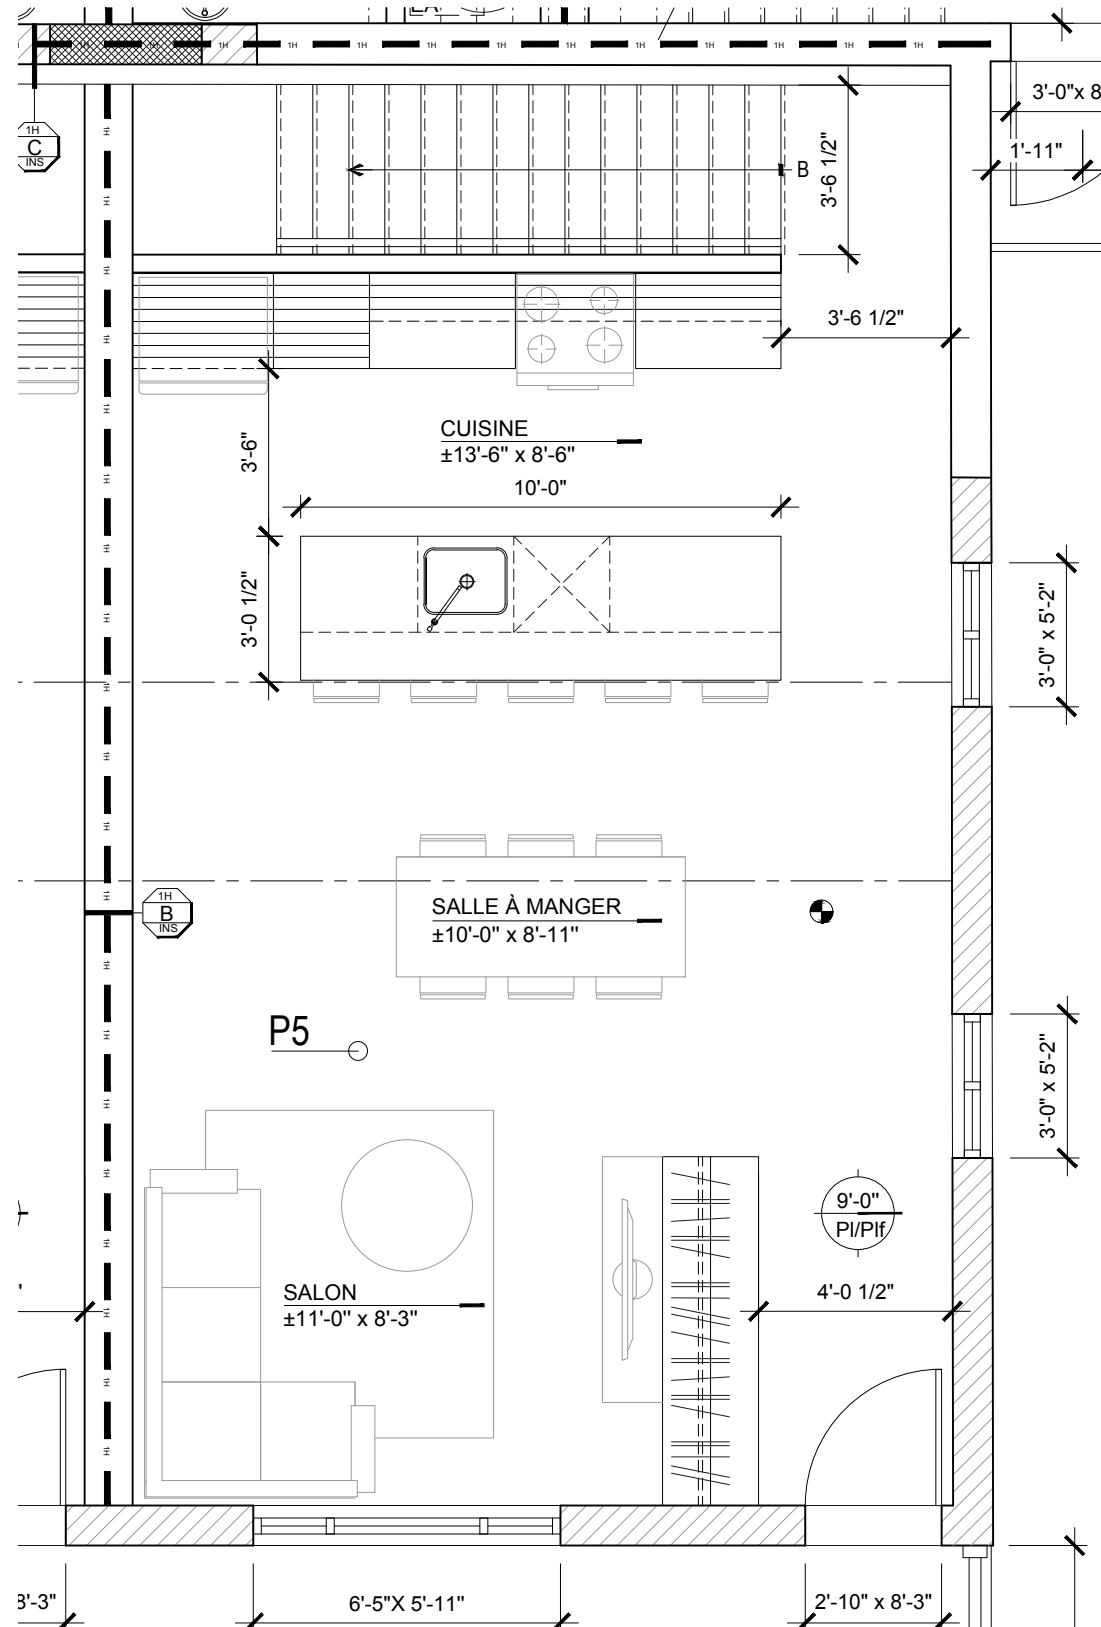 3'-0"x 8
1H
C
INS
1'-11"
3'-6 1/2"
B
3'-6 1/2"
CUISINE
±13'-6" x 8'-6"
3'-6"
10'-0"
3'-0 1/2"
3'-0" x 5'-2"
1H
B
INS
SALLE À MANGER
±10'-0" x 8'-11"
P5
3'-0" x 5'-2"
9'-0"
Pl/Plf
SALON
±11'-0" x 8'-3"
4'-0 1/2"
8'-3"
6'-5"X 5'-11"
2'-10" x 8'-3"